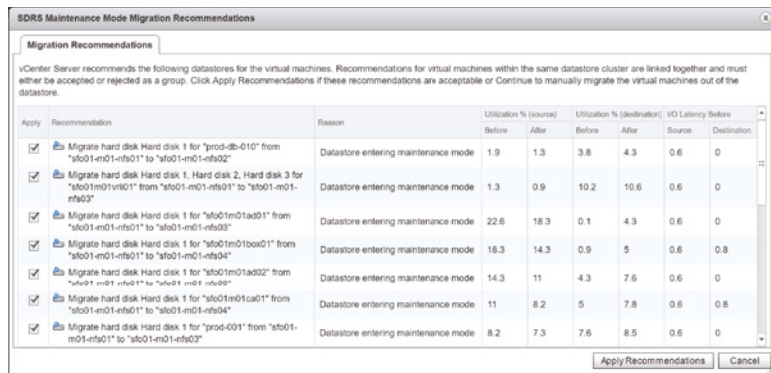 SDRS Maintenance Mode Migration Recommendations
Migration Recommendations
vCenter Server recommends the following datastores for the virtual machines. Recommendations for virtual machines within the same datastore cluster are linked together and must
either be accepted or rejected as a group. Click Apply Recommendations if these recommendations are acceptable or Continue to manually migrate the virtual machines out of the
datastore.
Apply Recommendation Reason Utilization % (source) Utilization % (destination) I/O Latency Before
Before After Before After Source Destination
Migrate hard disk Hard disk 1 for "prod-db-010" from
"sfo01-m01-nfs01" to "sfo01-m01-nfs02"
Datastore entering maintenance mode 1.9 1.3 3.8 4.3 0.6 0
Migrate hard disk Hard disk 1, Hard disk 2, Hard disk 3 for
"sfo01m01vrli01" from "sfo01-m01-nfs01" to "sfo01-m01-
nfs03"
Datastore entering maintenance mode 1.3 0.9 10.2 10.6 0.6 0
Migrate hard disk Hard disk 1 for "sfo01m01ad01" from
"sfo01-m01-nfs01" to "sfo01-m01-nfs03"
Datastore entering maintenance mode 22.6 18.3 0.1 4.3 0.6 0
Migrate hard disk Hard disk 1 for "sfo01m01box01" from
"sfo01-m01-nfs01" to "sfo01-m01-nfs04"
Datastore entering maintenance mode 18.3 14.3 0.9 5 0.6 0.8
Migrate hard disk Hard disk 1 for "sfo01m01ad02" from
Datastore entering maintenance mode 14.3 11 4.3 7.6 0.6 0
Migrate hard disk Hard disk 1 for "sfo01m01ca01" from
"sfo01-m01-nfs01" to "sfo01-m01-nfs04"
Datastore entering maintenance mode 11 8.2 5 7.8 0.6 0.8
Migrate hard disk Hard disk 1 for "prod-001" from "sfo01-
m01-nfs01" to "sfo01-m01-nfs03"
Datastore entering maintenance mode 8.2 7.3 7.6 8.5 0.6 0
Apply Recommendations Cancel